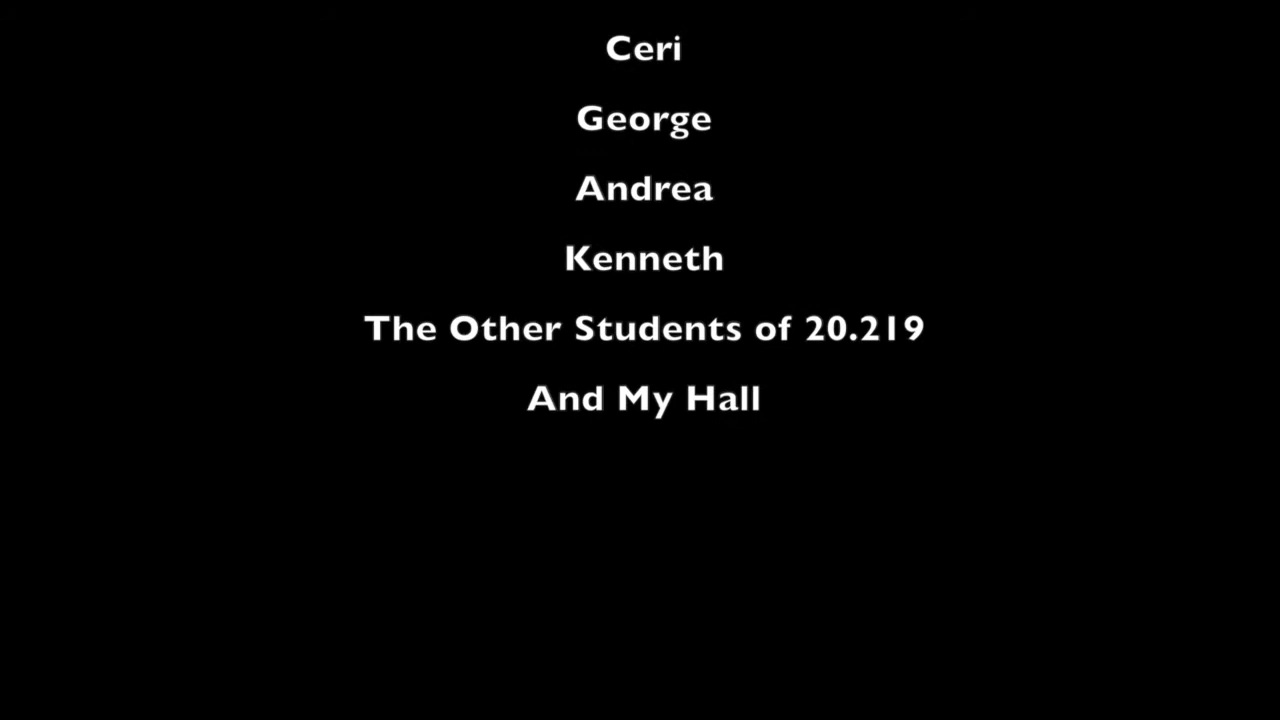 Ceri
George
Andrea
Kenneth
The Other Students of 20.219
And My Hall